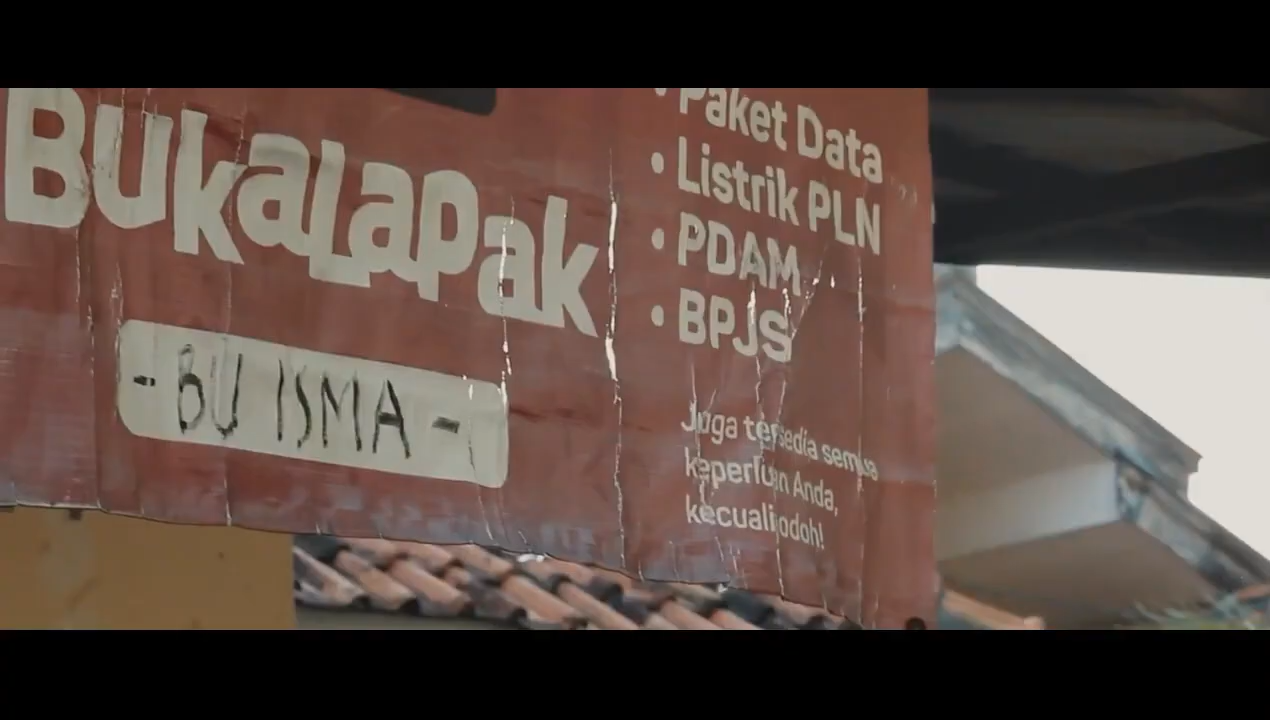 Bukalapak
- BU ISMA -
• Paket Data
• Listrik PLN
• PDAM
• BPJS
Juga tersedia semua
keperluan Anda,
kecuali jodoh!